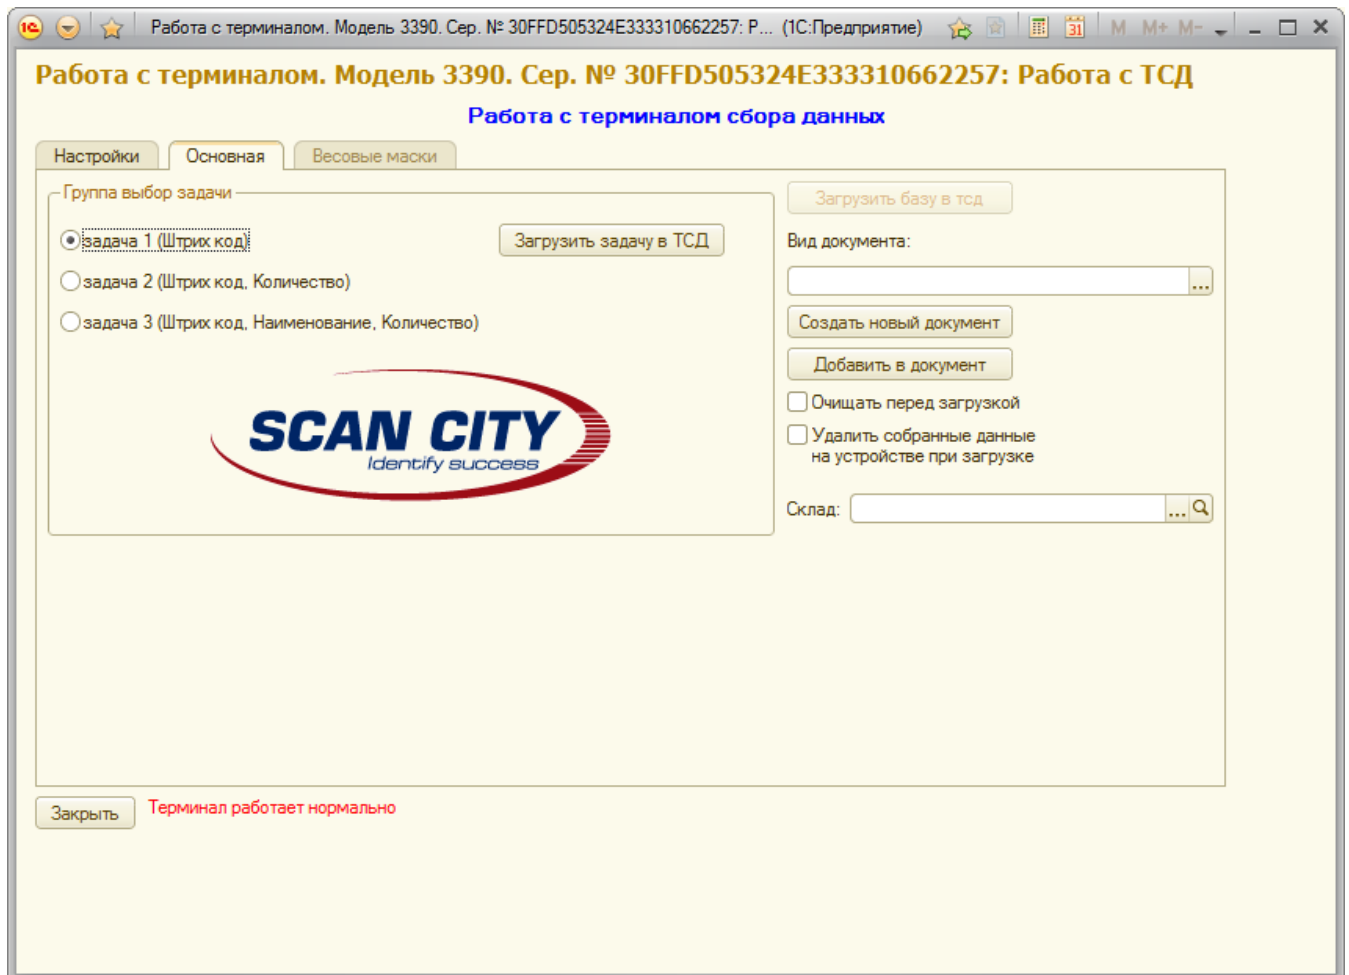 Работа с терминалом. Модель 3390. Сер. № 30FFD505324E333310662257: Р... (1С:Предприятие)
M M+ M-
31
Работа с терминалом. Модель 3390. Сер. № 30FFD505324E333310662257: Работа с ТСД
Работа с терминалом сбора данных
Настройки Основная Весовые маски
Группа выбор задачи
Загрузить базу в тсд
задача 1 (Штрих код)
Загрузить задачу в ТСД
Вид документа:
задача 2 (Штрих код, Количество)
...
задача 3 (Штрих код, Наименование, Количество)
Создать новый документ
Добавить в документ
Очищать перед загрузкой
Удалить собранные данные
на устройстве при загрузке
SCAN CITY
Identify success
Склад:
...
Закрыть
Терминал работает нормально